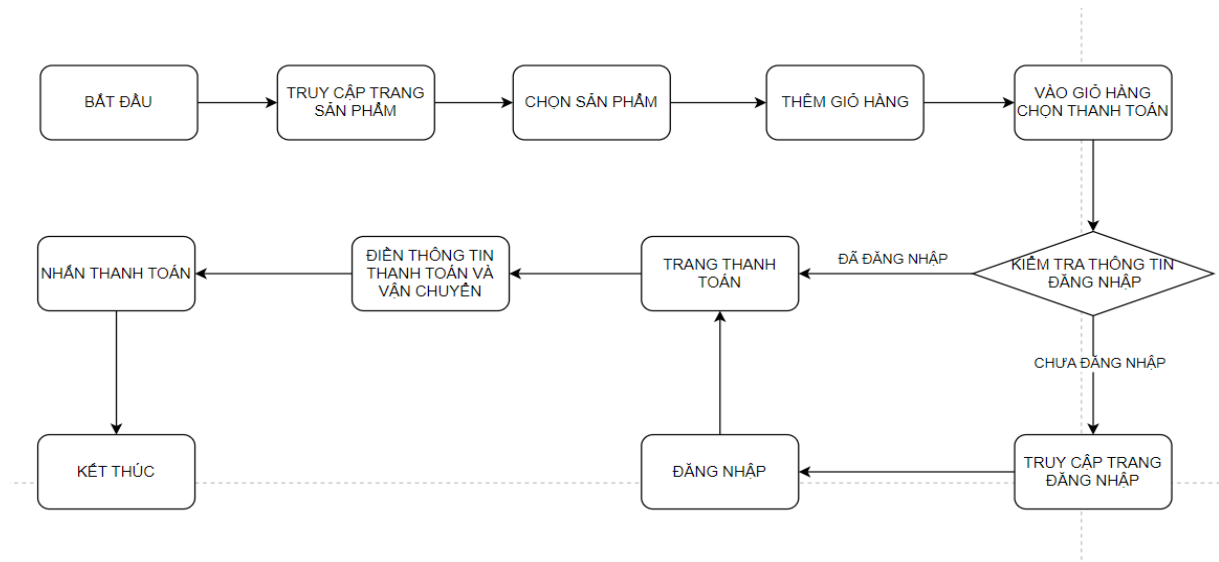 BẮT ĐẦU
TRUY CẬP TRANG
SẢN PHẨM
CHỌN SẢN PHẨM
THÊM GIỎ HÀNG
VÀO GIỎ HÀNG
CHỌN THANH TOÁN
KIỂM TRA THÔNG TIN
ĐĂNG NHẬP
ĐÃ ĐĂNG NHẬP
TRANG THANH
TOÁN
ĐIỀN THÔNG TIN
THANH TOÁN VÀ
VẬN CHUYỂN
NHẤN THANH TOÁN
CHƯA ĐĂNG NHẬP
TRUY CẬP TRANG
ĐĂNG NHẬP
ĐĂNG NHẬP
KẾT THÚC